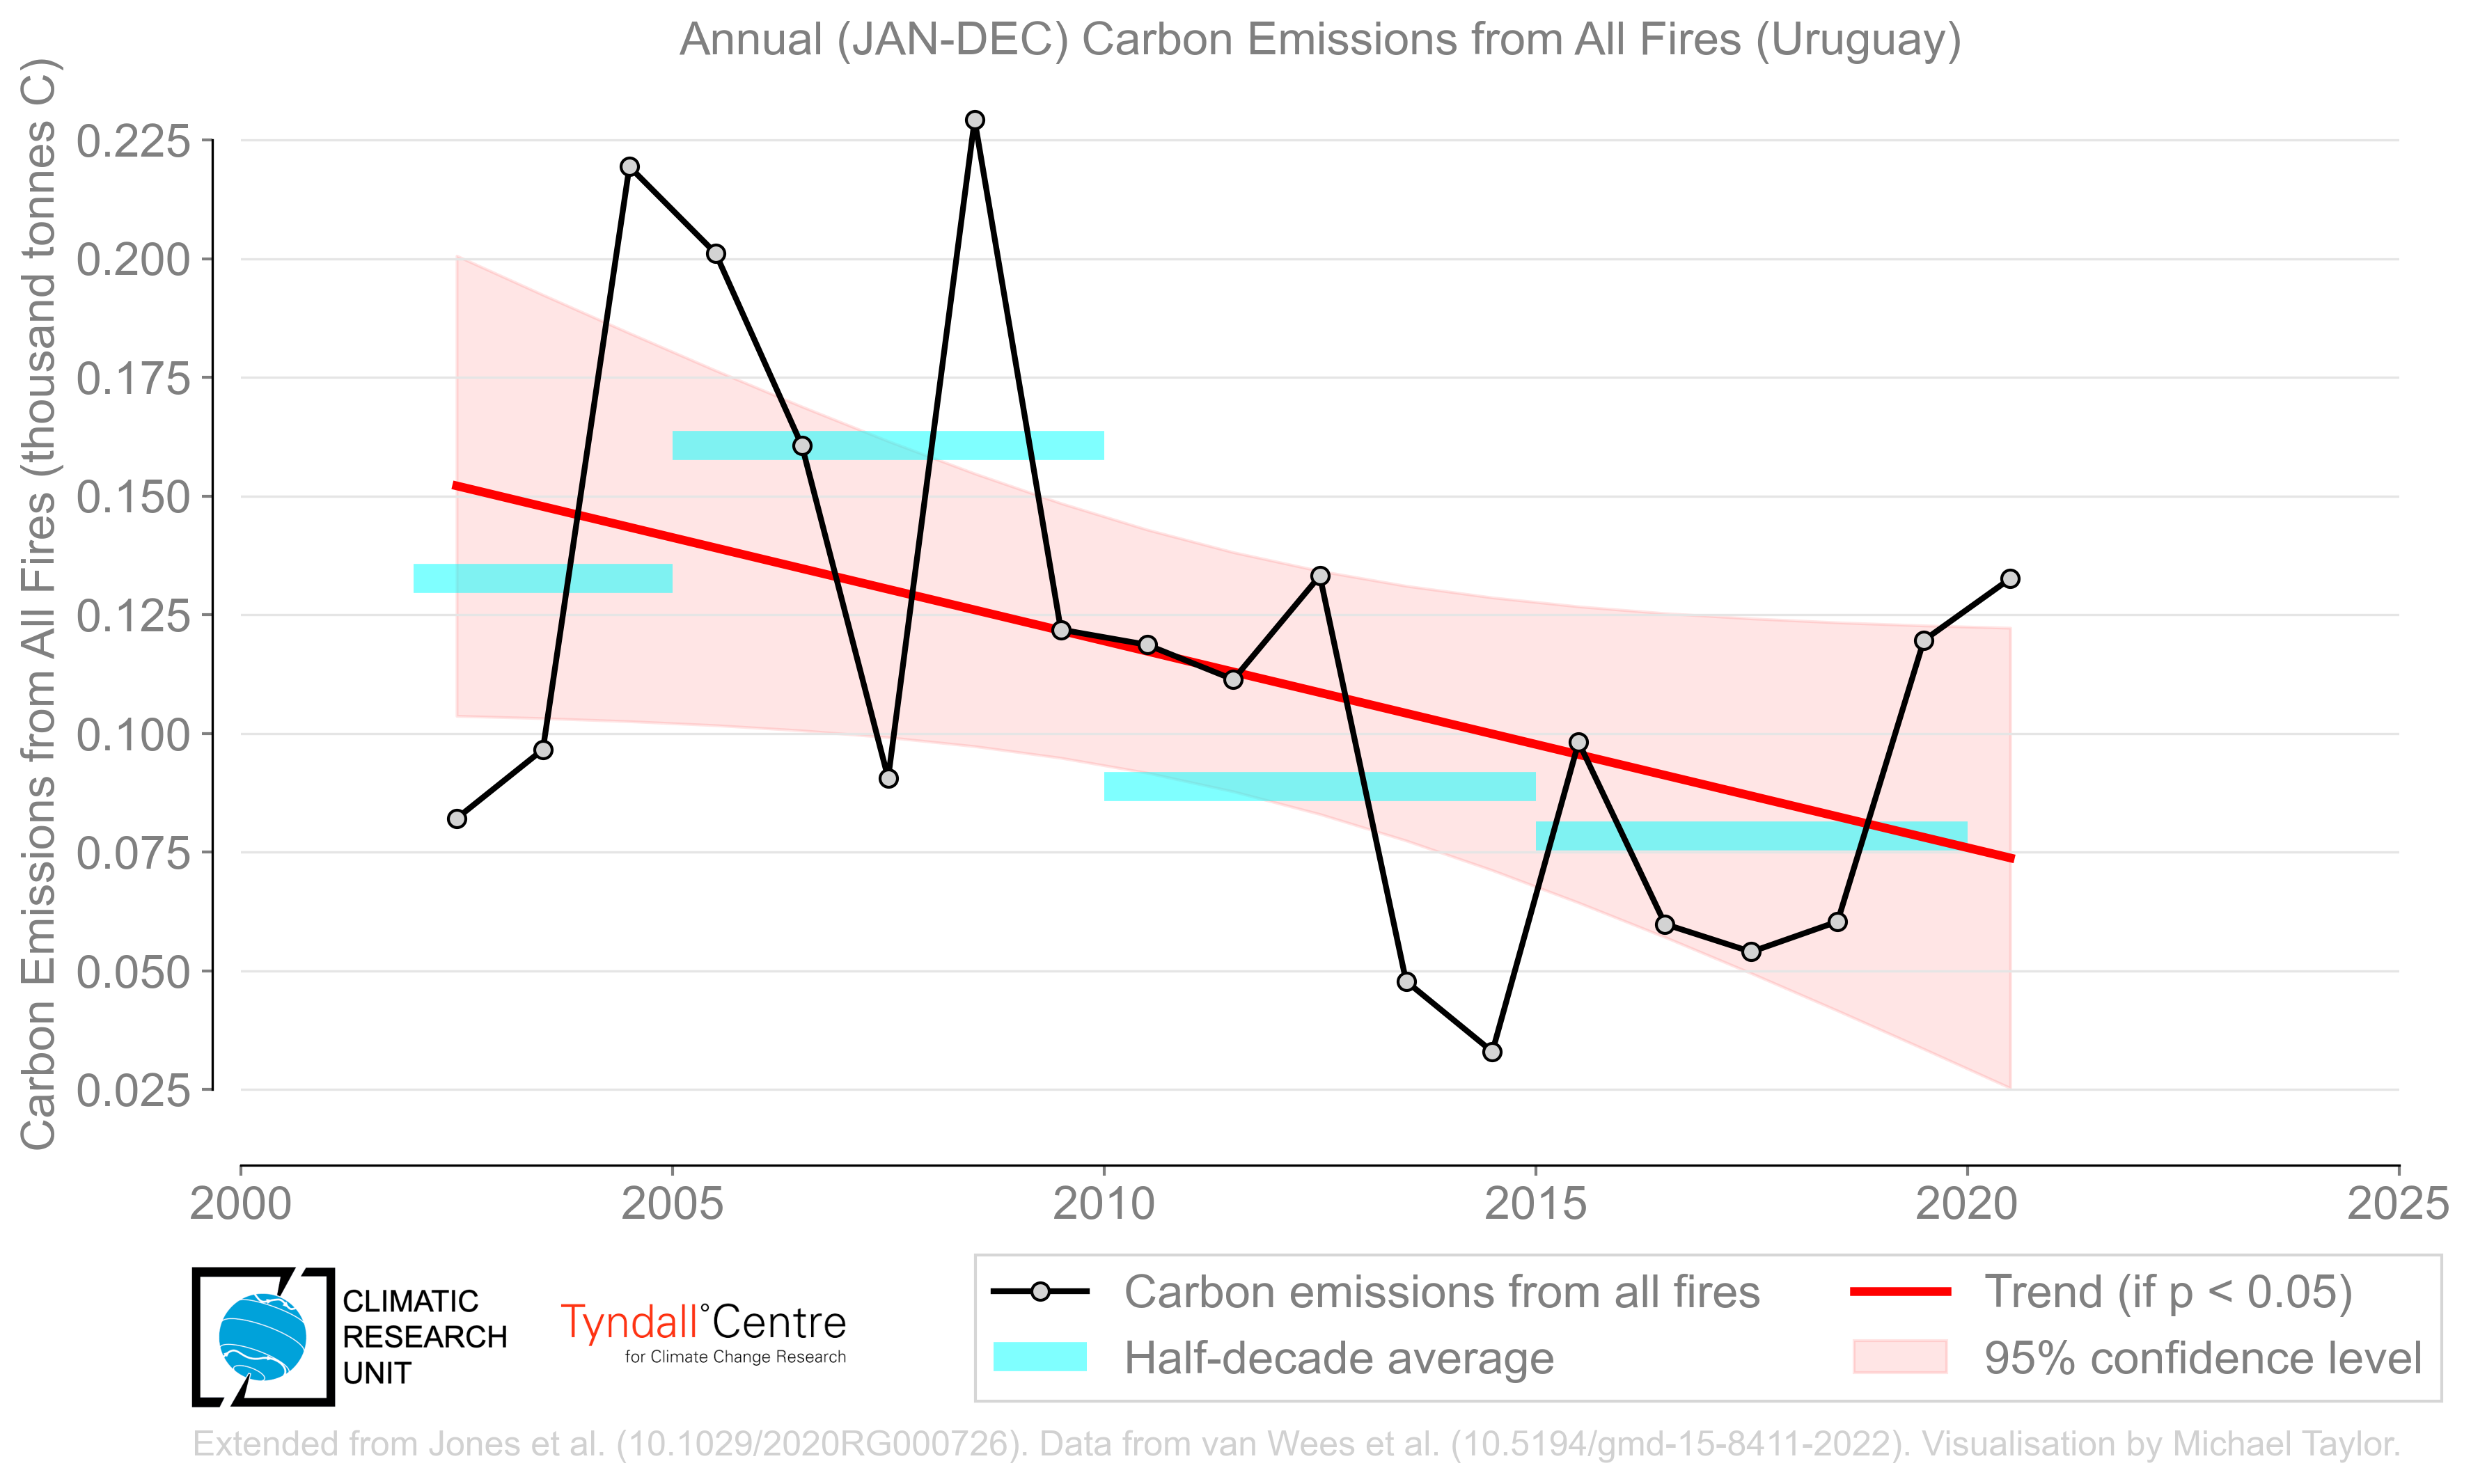 Annual (JAN-DEC) Carbon Emissions from All Fires (Uruguay)
Carbon Emissions from All Fires (thousand tonnes C)
0.225
0.200
0.175
0.150
0.125
0.100
0.075
0.050
0.025
2000 2005 2010 2015 2020 2025
CLIMATIC
RESEARCH
UNIT
Tyndall°Centre
for Climate Change Research
Carbon emissions from all fires
Half-decade average
Trend (if p < 0.05)
95% confidence level
Extended from Jones et al. (10.1029/2020RG000726). Data from van Wees et al. (10.5194/gmd-15-8411-2022). Visualisation by Michael Taylor.